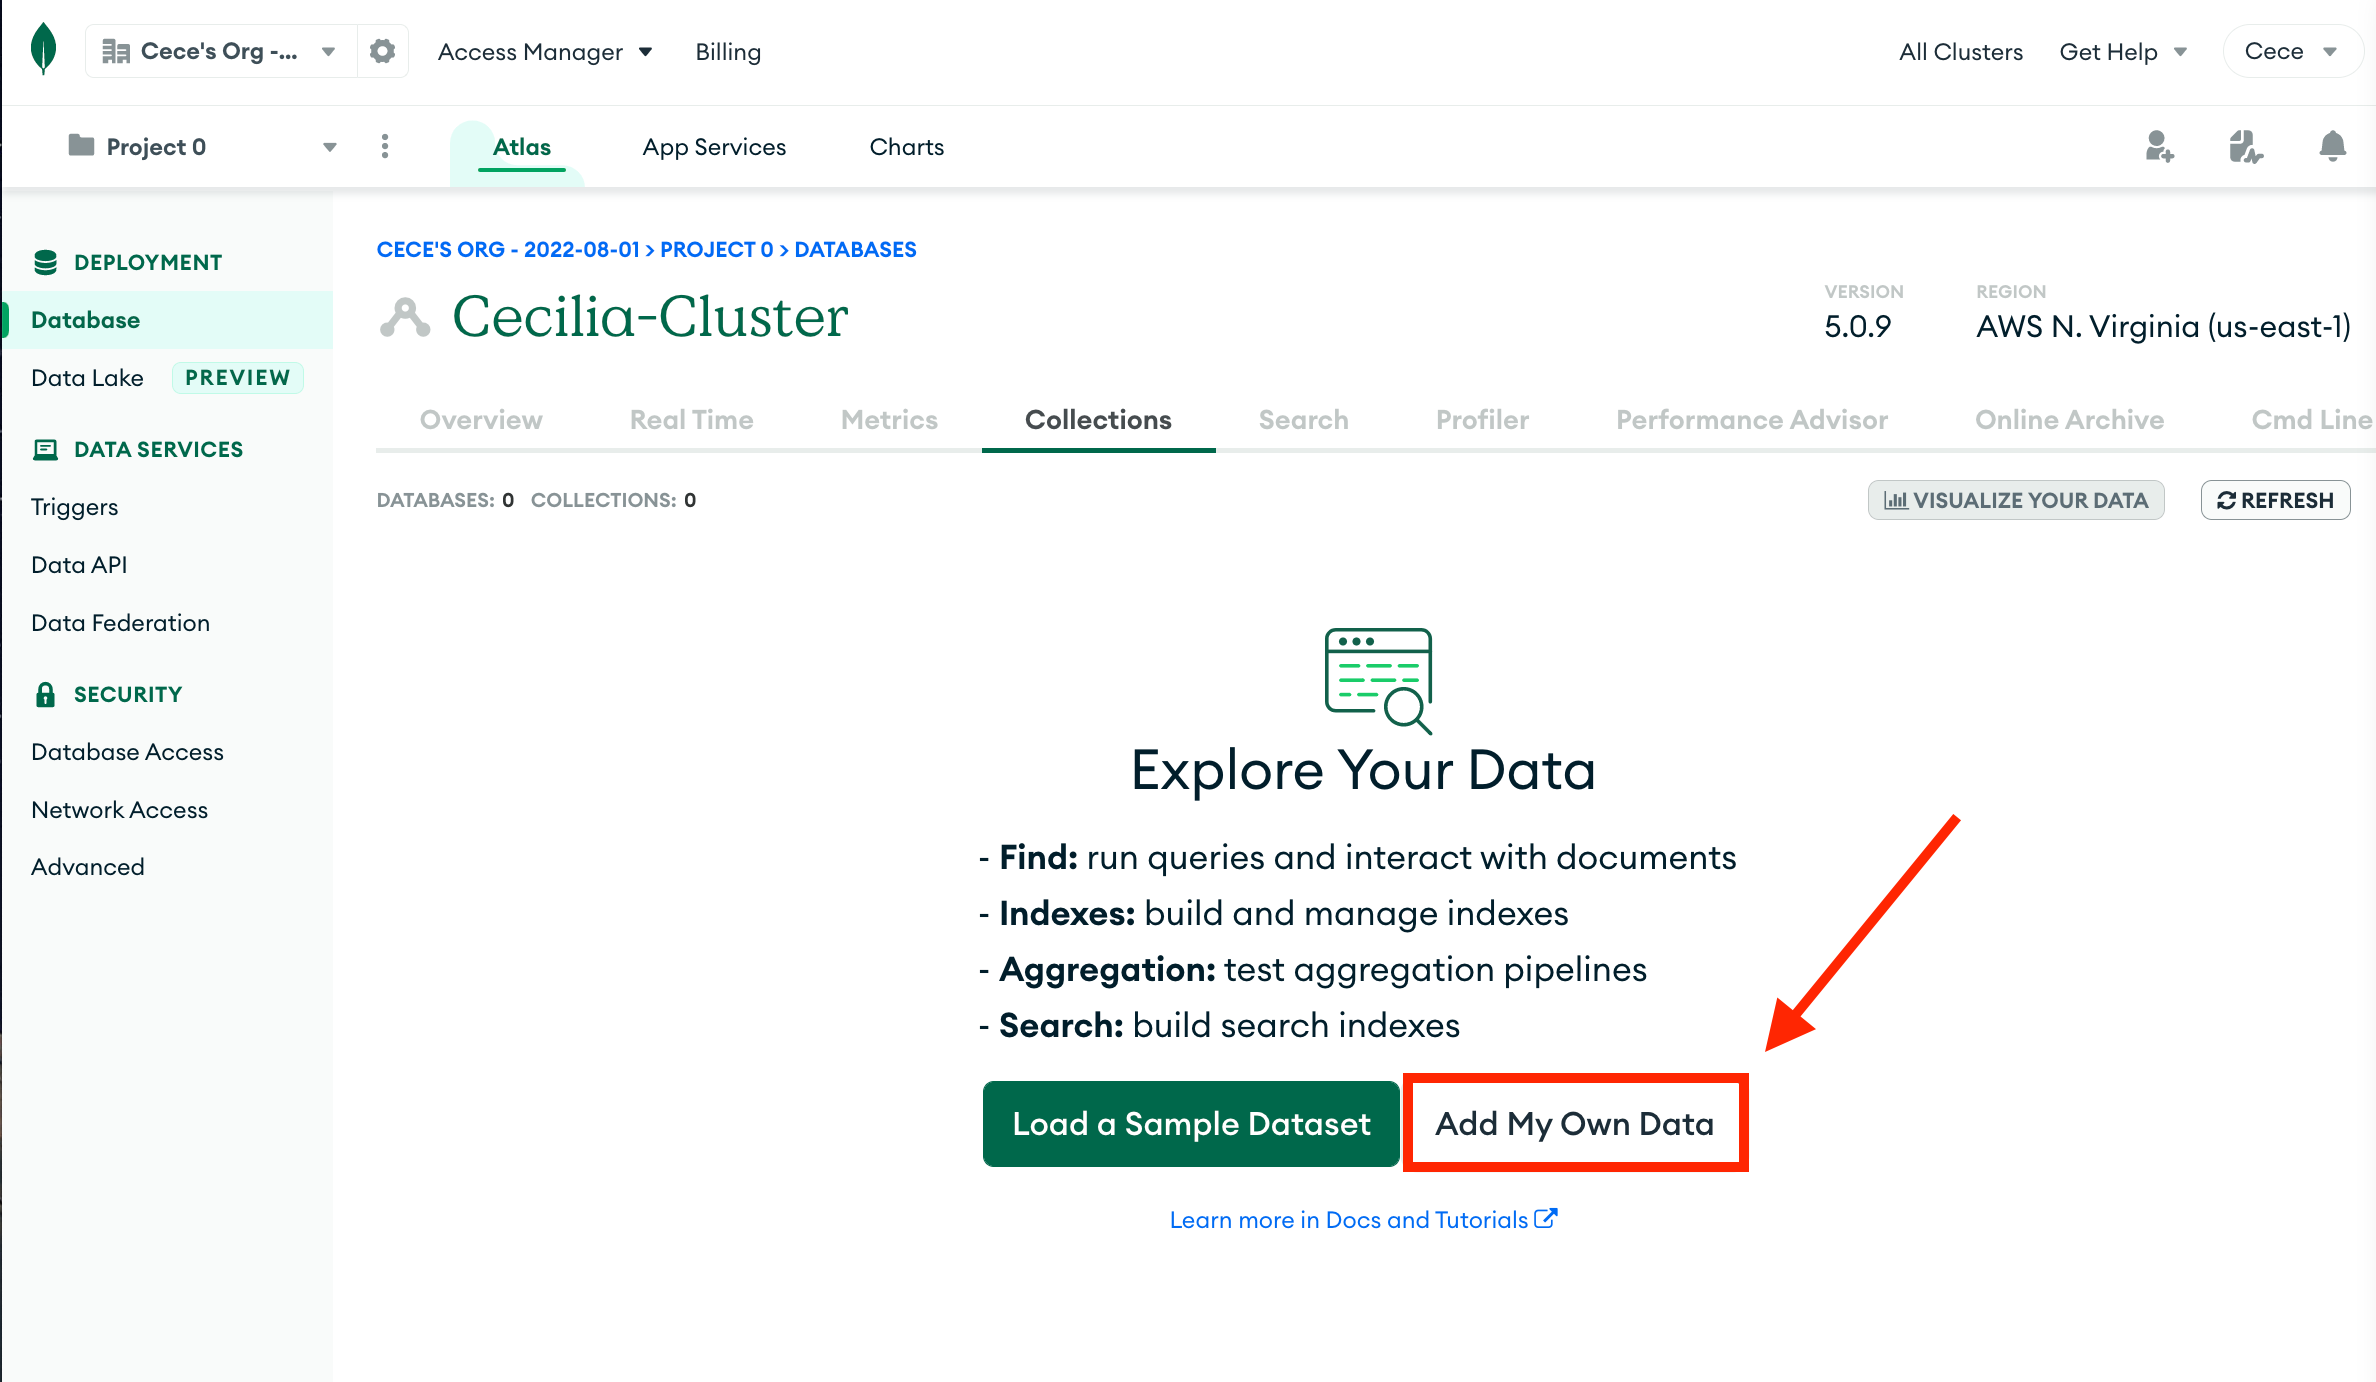 Cece's Org -...
Access Manager
Billing
All Clusters
Get Help
Cece
Project 0
Atlas
App Services
Charts
DEPLOYMENT
Database
Data Lake PREVIEW
DATA SERVICES
Triggers
Data API
Data Federation
SECURITY
Database Access
Network Access
Advanced
CECE'S ORG - 2022-08-01 > PROJECT 0 > DATABASES
Cecilia-Cluster
VERSION
5.0.9
REGION
AWS N. Virginia (us-east-1)
Overview
Real Time
Metrics
Collections
Search
Profiler
Performance Advisor
Online Archive
Cmd Line
DATABASES: 0 COLLECTIONS: 0
VISUALIZE YOUR DATA
REFRESH
Explore Your Data
- Find: run queries and interact with documents
- Indexes: build and manage indexes
- Aggregation: test aggregation pipelines
- Search: build search indexes
Load a Sample Dataset
Add My Own Data
Learn more in Docs and Tutorials